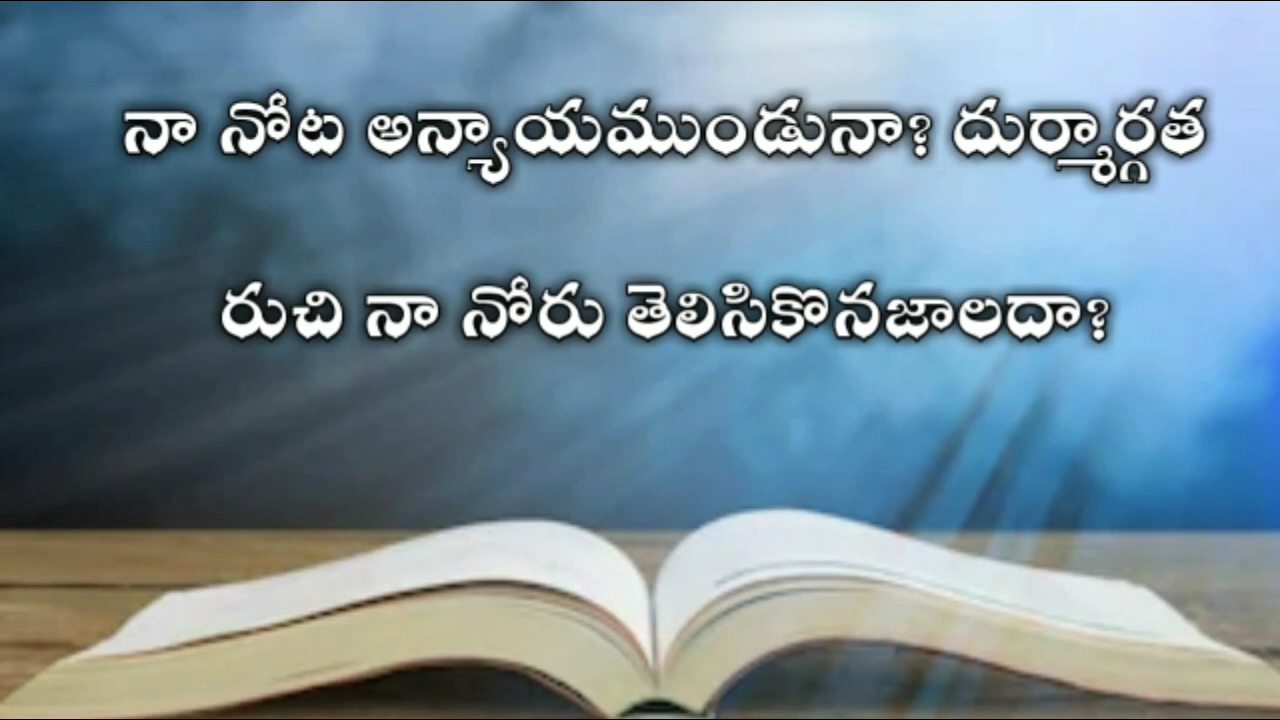 నా నోట అన్యాయముండునా? దుర్మార్గత
రుచి నా నోరు తెలిసికొనజాలదా?